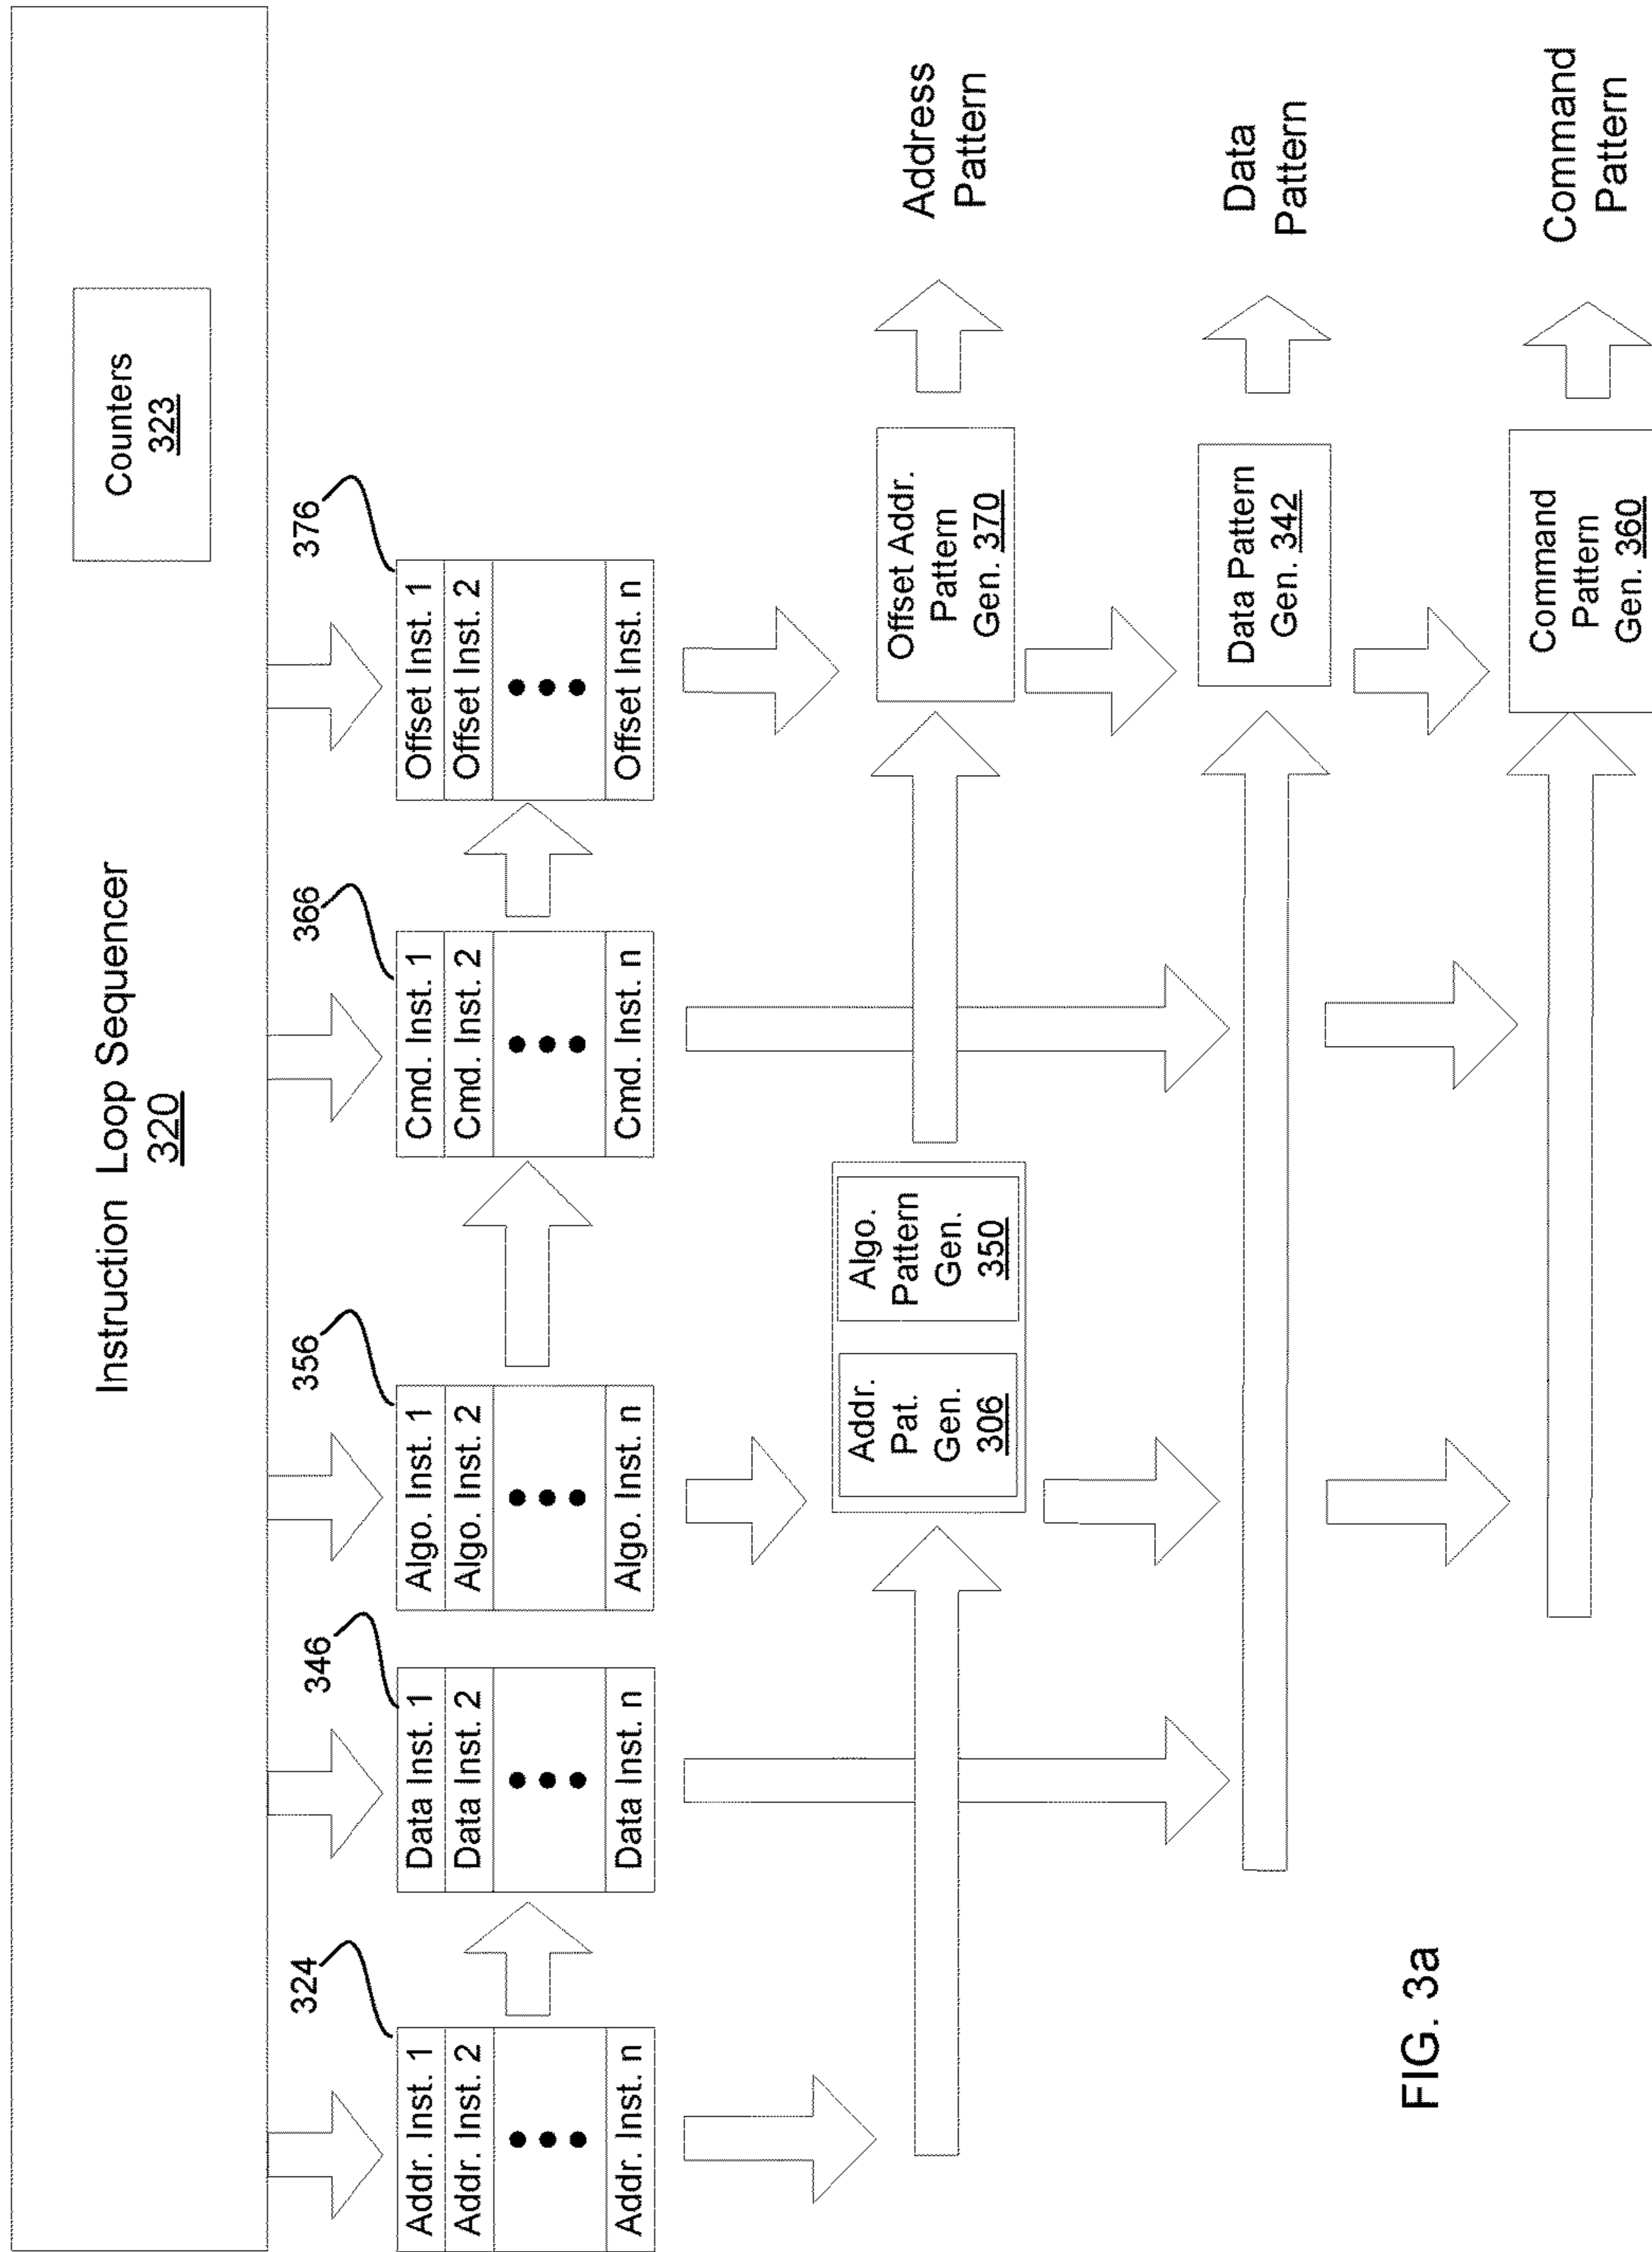 Instruction Loop Sequencer
320
Counters
323
324
346
356
366
376
Addr. Inst. 1
Addr. Inst. 2
Addr. Inst. n
Data Inst. 1
Data Inst. 2
Data Inst. n
Algo. Inst. 1
Algo. Inst. 2
Algo. Inst. n
Cmd. Inst. 1
Cmd. Inst. 2
Cmd. Inst. n
Offset Inst. 1
Offset Inst. 2
Offset Inst. n
Addr.
Pat.
Gen.
306
Algo.
Pattern
Gen.
350
Offset Addr.
Pattern
Gen. 370
Address
Pattern
Data Pattern
Gen. 342
Data
Pattern
Command
Pattern
Gen. 360
Command
Pattern
FIG. 3a